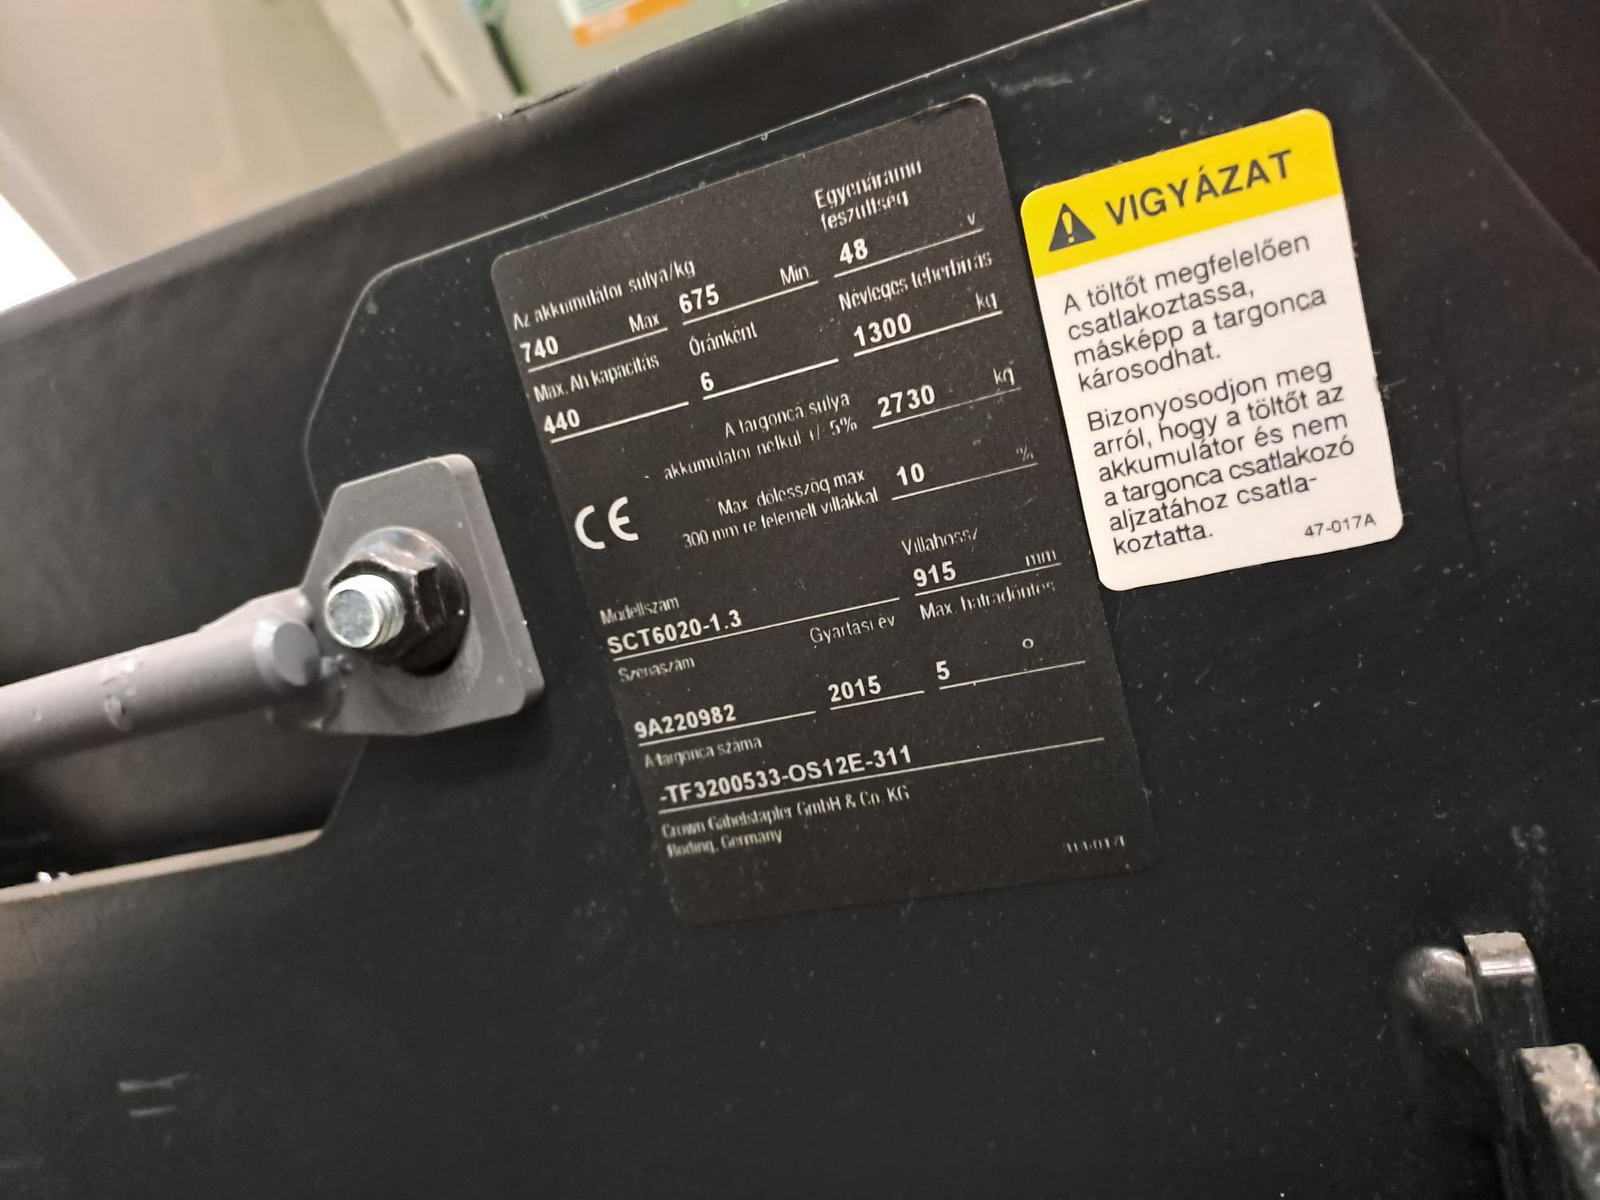 Az akkumulátor súlya/kg
740 Max 675 Min
Egyenáramú
feszültség
48 V
Max. Ah kapacitás
440
Óránként
6
Névleges teherbírás
1300 kg
A targonca súlya
akkumulátor nélkül +/- 5% 2730 kg
CE
Max. dőlésszög max
300 mm-re felemelt villákkal 10 %
Modellszám
SCT6020-1.3
Villahossz
915 mm
Szériaszám
9A220982
Gyártási év
2015
Max. hátradöntés
5 °
A targonca száma
-TF3200533-OS12E-311
Crown Gabelstapler GmbH & Co. KG
Roding, Germany
VIGYÁZAT
A töltőt megfelelően
csatlakoztassa,
másképp a targonca
károsodhat.
Bizonyosodjon meg
arról, hogy a töltőt az
akkumulátor és nem
a targonca csatlakozó
aljzatához csatla-
koztatta.
47-017A